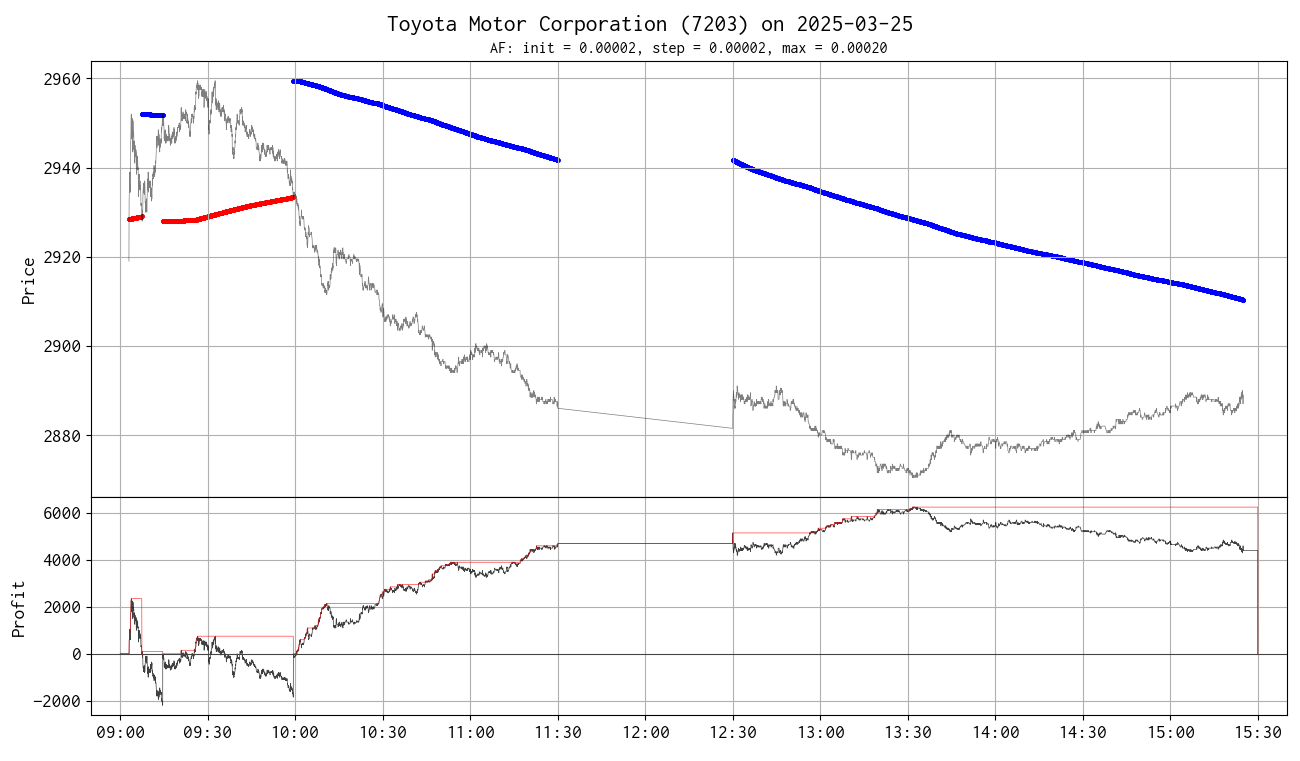 Toyota Motor Corporation (7203) on 2025-03-25
AF: init = 0.00002, step = 0.00002, max = 0.00020
Price
2960
2940
2920
2900
2880
Profit
6000
4000
2000
0
−2000
09:00 09:30 10:00 10:30 11:00 11:30 12:00 12:30 13:00 13:30 14:00 14:30 15:00 15:30